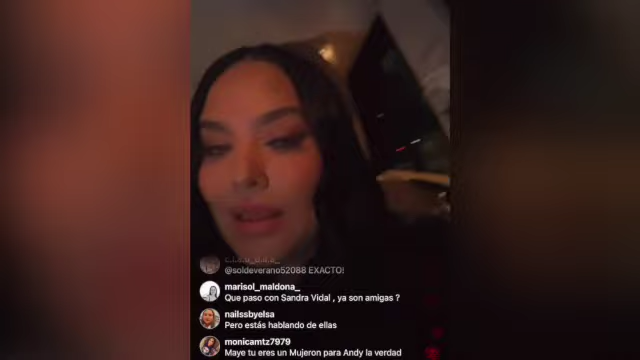 @soldeverano52088 EXACTO!
marisol_maldona_
Que paso con Sandra Vidal , ya son amigas ?
nailssbyelsa
Pero estás hablando de ellas
monicamtz7979
Maye tu eres un Mujeron para Andy la verdad